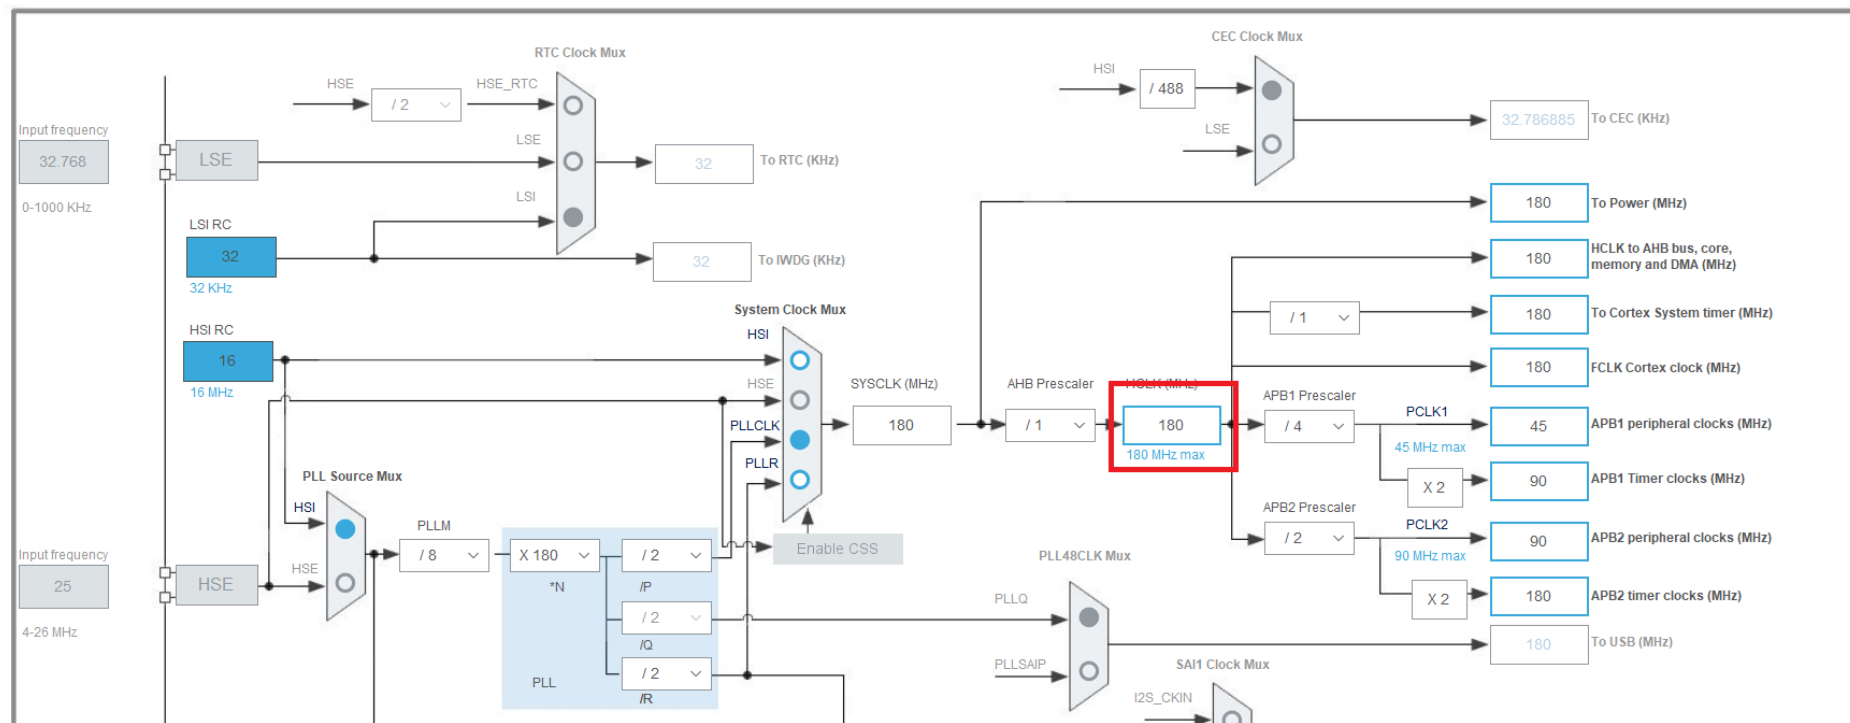 RTC Clock Mux
CEC Clock Mux
HSE
/ 2
HSE_RTC
HSI
/ 488
LSE
32.786885
To CEC (KHz)
Input frequency
32.768
0-1000 KHz
LSE
LSE
32
To RTC (KHz)
LSI
180
To Power (MHz)
LSI RC
32
32 KHz
32
To IWDG (KHz)
180
HCLK to AHB bus, core,
memory and DMA (MHz)
System Clock Mux
HSI
/ 1
180
To Cortex System timer (MHz)
HSI RC
16
16 MHz
180
FCLK Cortex clock (MHz)
HSE
SYSCLK (MHz)
180
AHB Prescaler
/ 1
HCLK (MHz)
180
180 MHz max
APB1 Prescaler
/ 4
PCLK1
45 MHz max
45
APB1 peripheral clocks (MHz)
PLLCLK
PLLR
X 2
90
APB1 Timer clocks (MHz)
PLL Source Mux
HSI
HSE
PLLM
/ 8
X 180
*N
/ 2
/P
/ 2
/Q
/ 2
/R
PLL
Enable CSS
APB2 Prescaler
/ 2
PCLK2
90 MHz max
90
APB2 peripheral clocks (MHz)
X 2
180
APB2 timer clocks (MHz)
Input frequency
25
4-26 MHz
HSE
PLL48CLK Mux
PLLQ
PLLSAIP
180
To USB (MHz)
SAI1 Clock Mux
I2S_CKIN